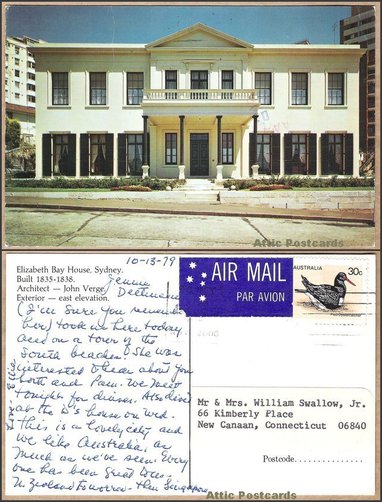 Attic Postcards
Elizabeth Bay House, Sydney.
Built 1835-1838.
Architect — John Verge.
Exterior — east elevation.
10-13-79
AIR MAIL
PAR AVION
AUSTRALIA
30c
(I'm sure you remember
her) took us here today
and on a tour of the
South beaches. She was
interested to hear about you
both and Pam. We meet
tonight for dinner. Also dined
at the D's house on Wed.
This is a lovely city and
we like Australia, as
much as we've seen. Every
one has been great to us.
N Zealand tomorrow - then Singapore
Mr & Mrs. William Swallow, Jr.
66 Kimberly Place
New Canaan, Connecticut 06840
Postcode
Attic Postcards